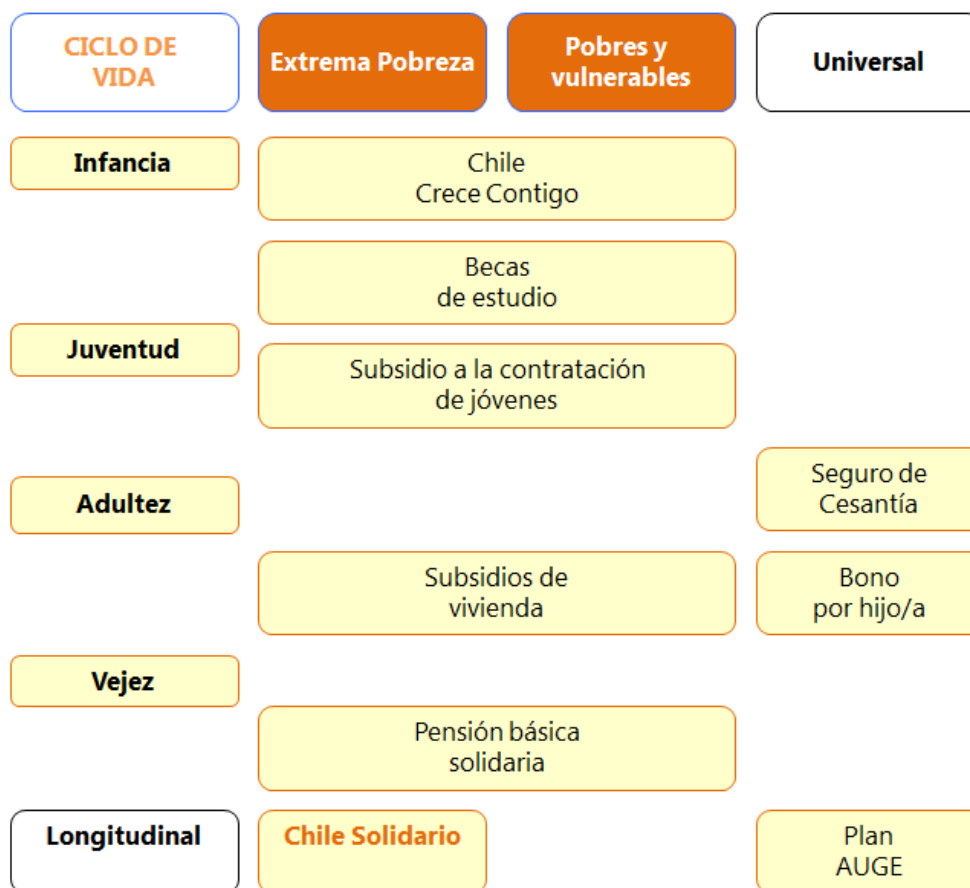 CICLO DE
VIDA
Extrema Pobreza
Pobres y
vulnerables
Universal
Infancia
Chile
Crece Contigo
Becas
de estudio
Juventud
Subsidio a la contratación
de jóvenes
Adultez
Seguro de
Cesantía
Subsidios de
vivienda
Bono
por hijo/a
Vejez
Pensión básica
solidaria
Longitudinal
Chile Solidario
Plan
AUGE